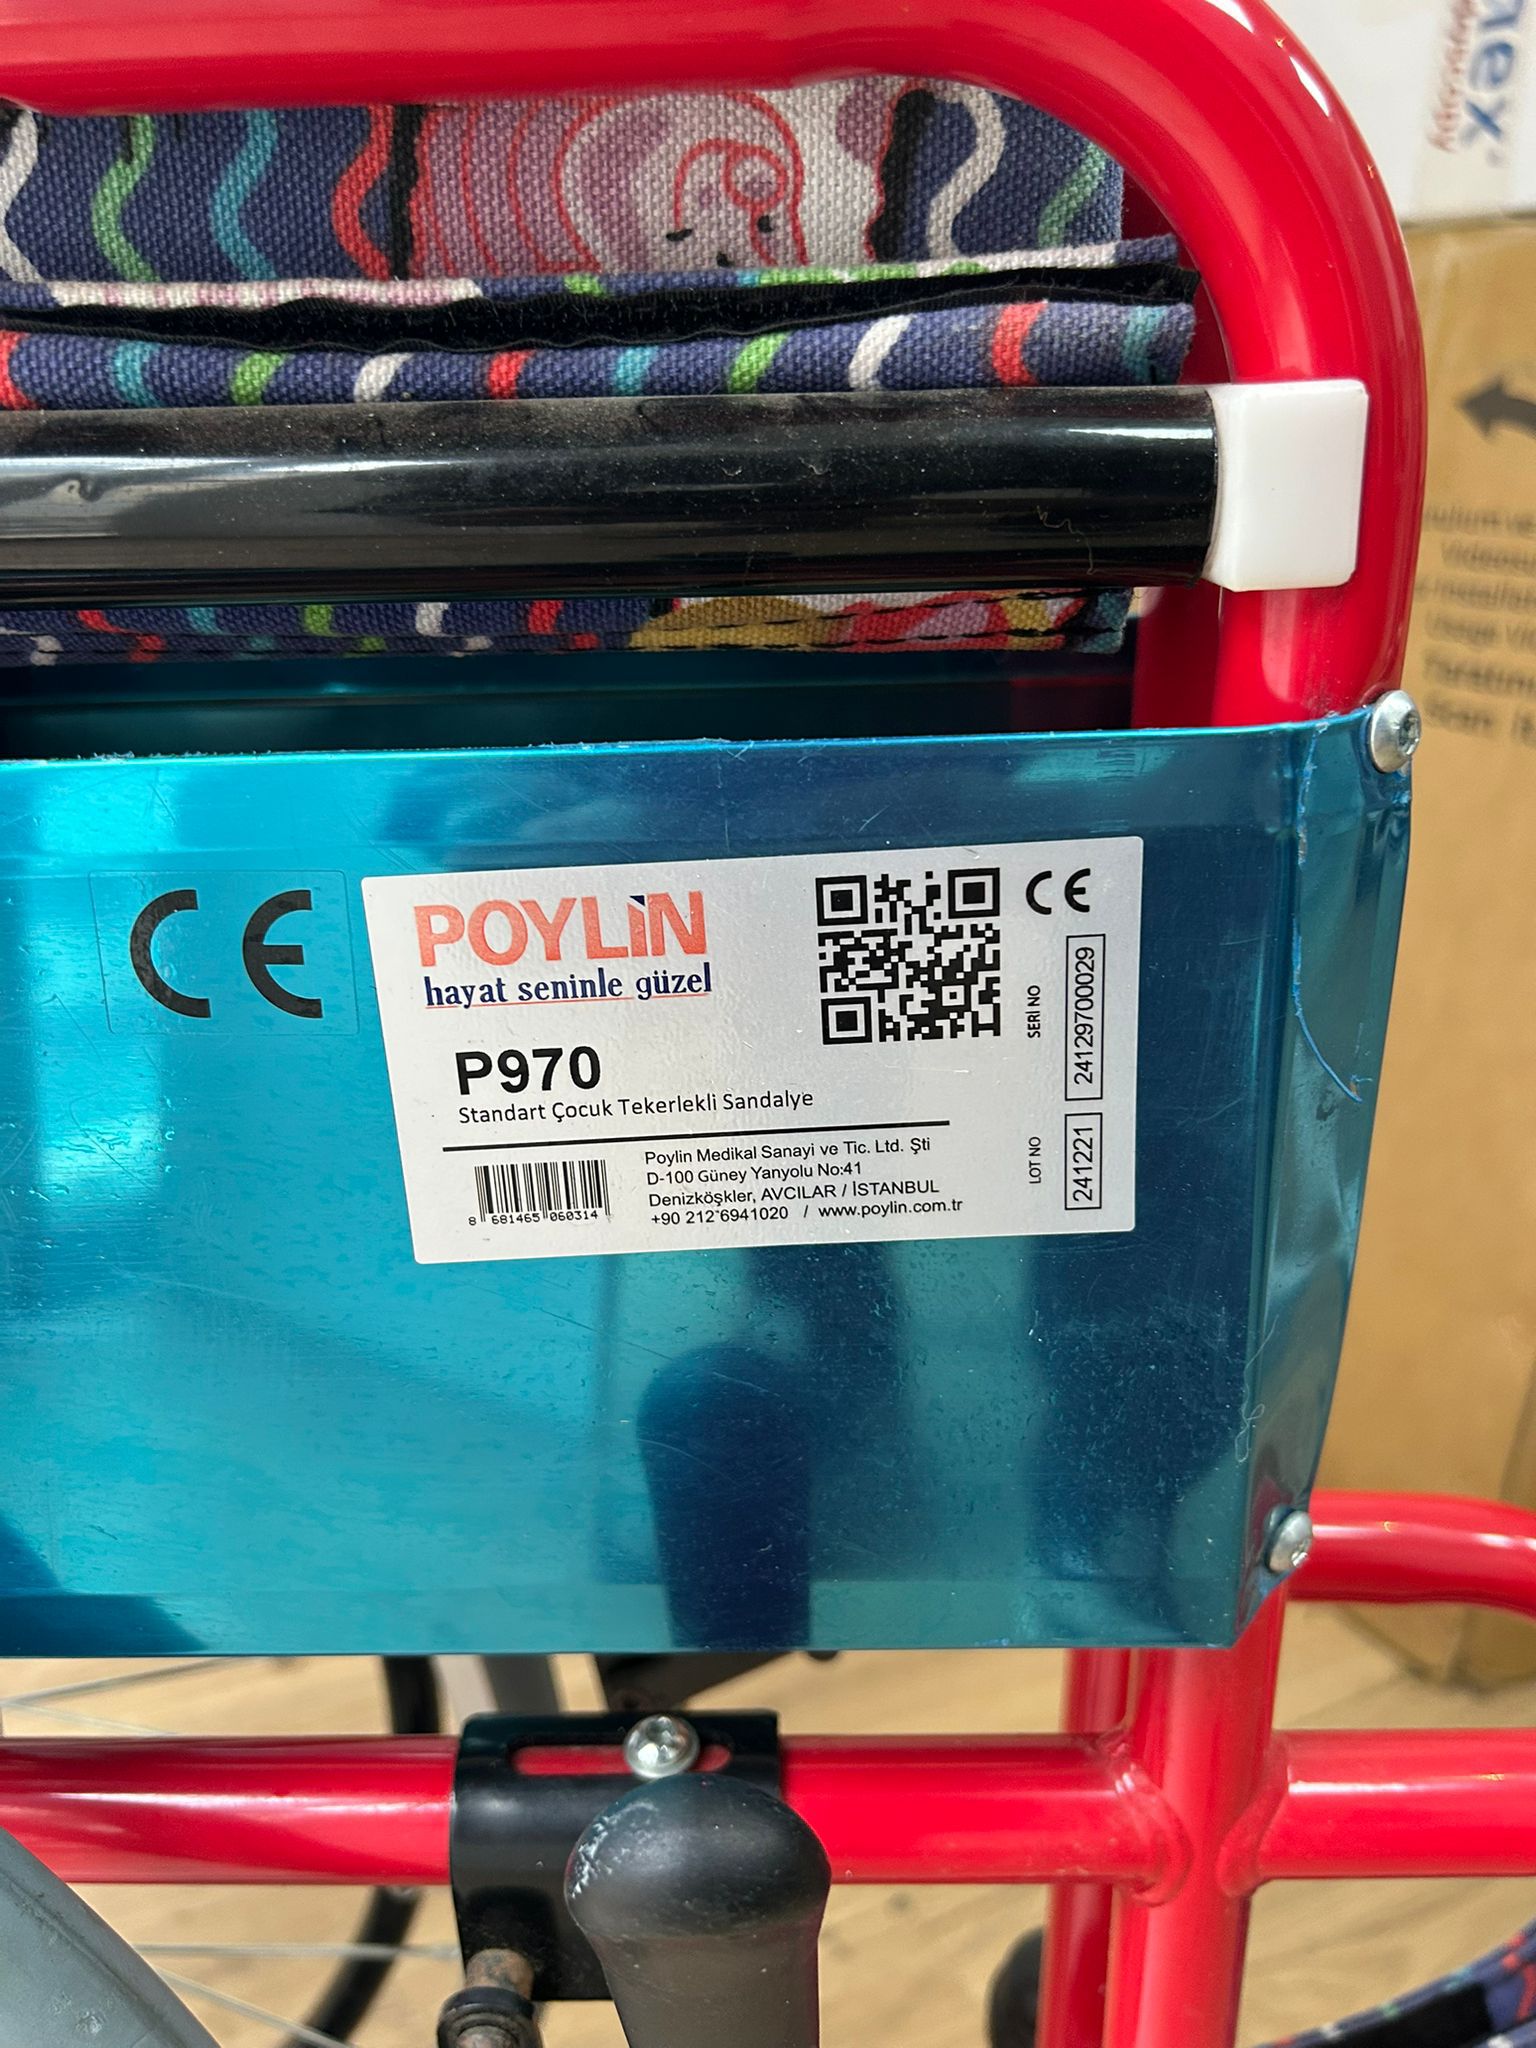 CE
POYLİN
hayat seninle güzel
P970
Standart Çocuk Tekerlekli Sandalye
8 681465 060314
Poylin Medikal Sanayi ve Tic. Ltd. Şti
D-100 Güney Yanyolu No:41
Denizköşkler, AVCILAR / İSTANBUL
+90 212 6941020 / www.poylin.com.tr
CE
SERİ NO
24129700029
LOT NO
241221